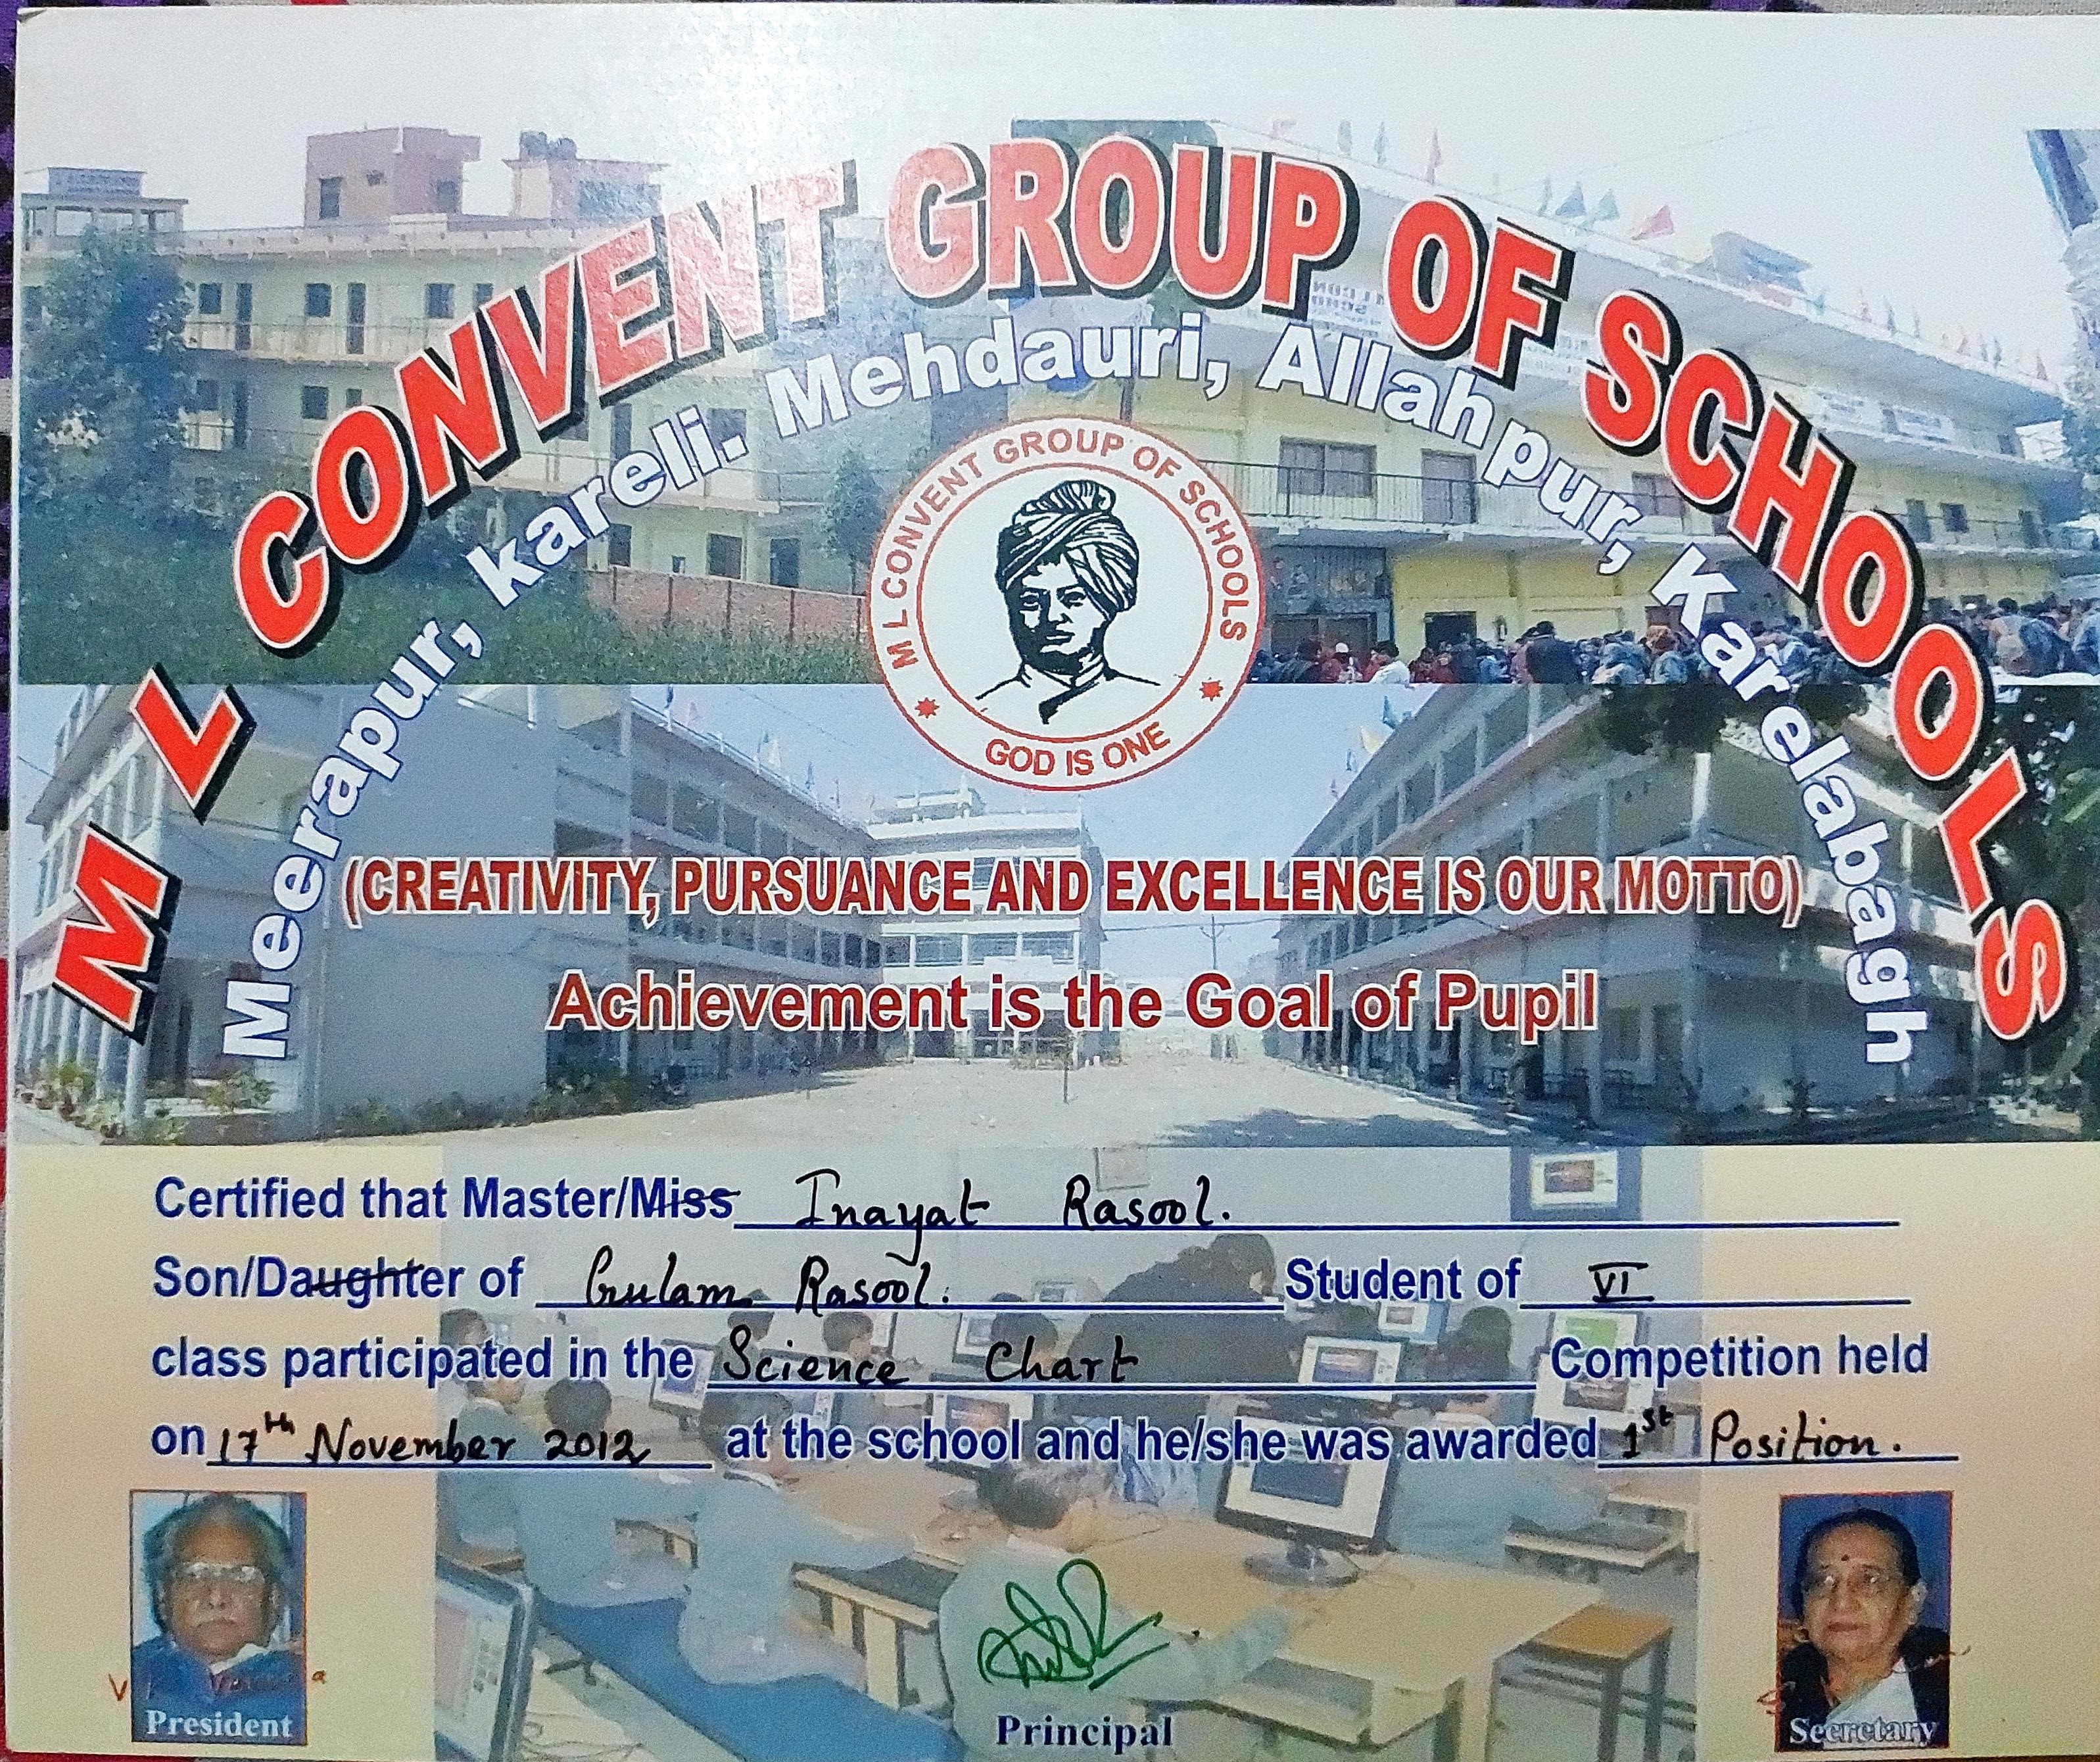 M L CONVENT GROUP OF SCHOOLS
Meerapur, kareli. Mehdauri, Allahpur, Karelabagh
M L CONVENT GROUP OF SCHOOLS
GOD IS ONE
(CREATIVITY, PURSUANCE AND EXCELLENCE IS OUR MOTTO)
Achievement is the Goal of Pupil
Certified that Master/Miss Inayat Rasool.
Son/Daughter of Gulam Rasool. Student of VI
class participated in the Science Chart Competition held
on 17th November 2012 at the school and he/she was awarded 1st Position.
President
Principal
Secretary